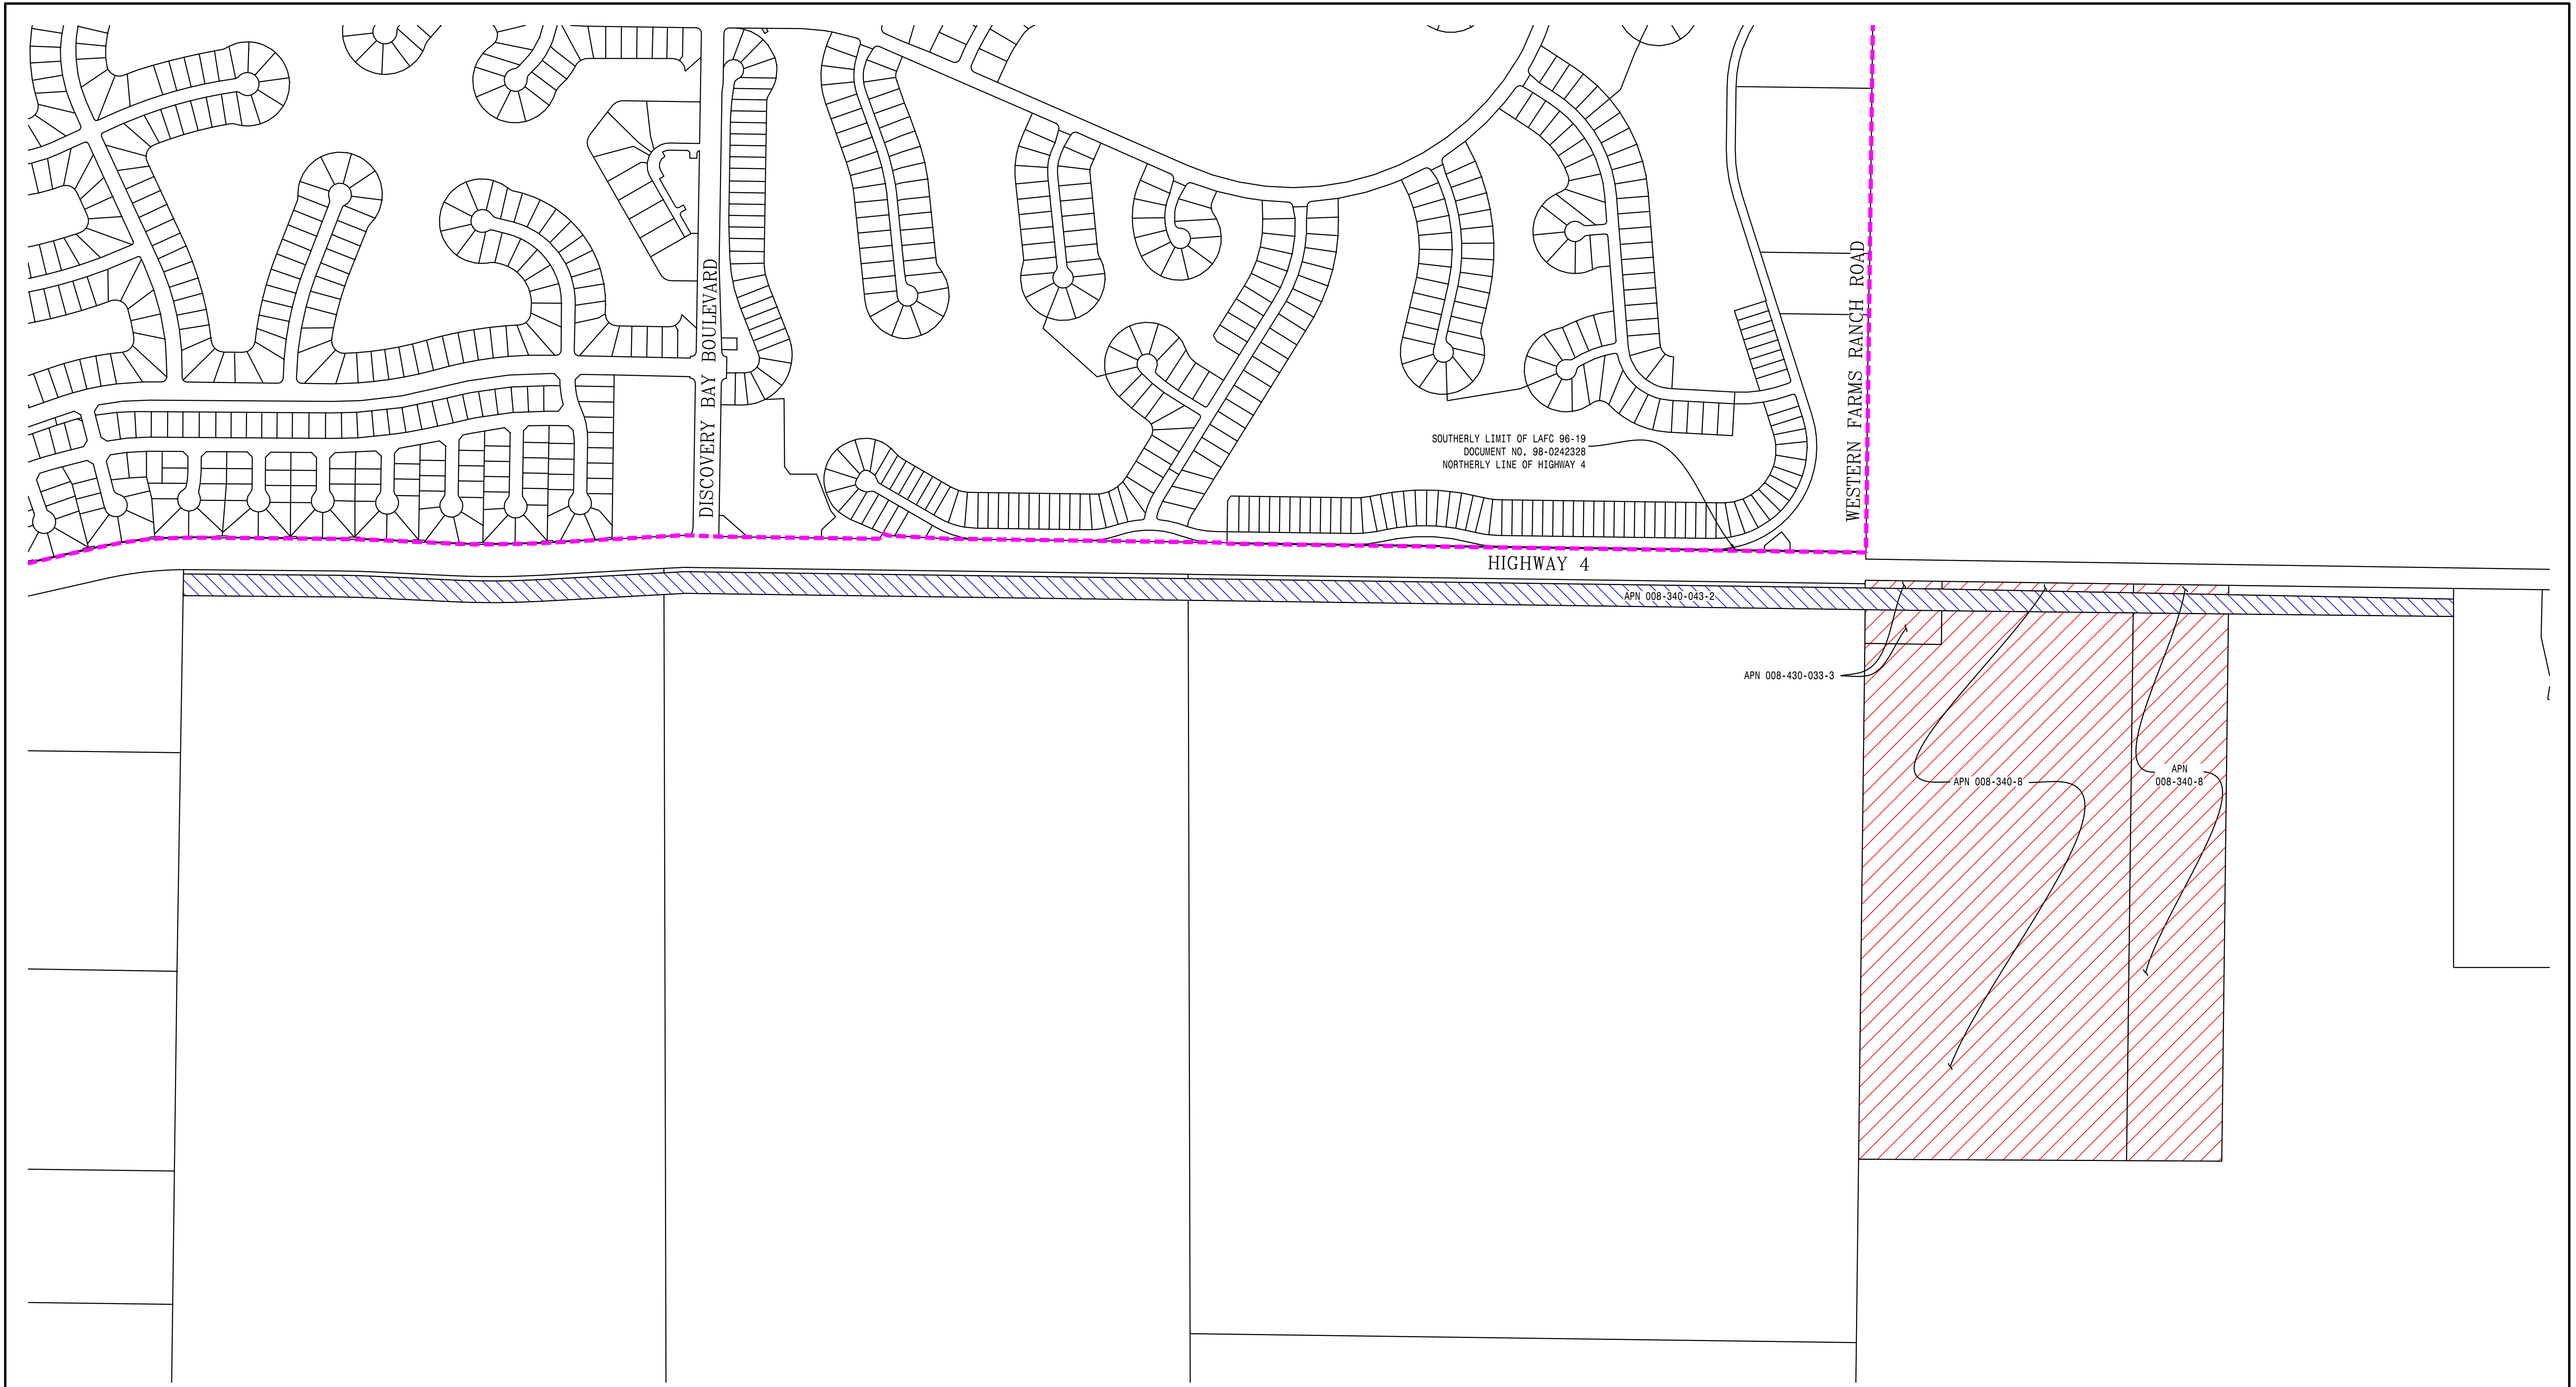 DISCOVERY BAY BOULEVARD
WESTERN FARMS RANCH ROAD
SOUTHERLY LIMIT OF LAFC 96-19
DOCUMENT NO. 98-0242328
NORTHERLY LINE OF HIGHWAY 4
HIGHWAY 4
APN 008-340-043-2
APN 008-430-033-3
APN 008-340-8
APN
008-340-8